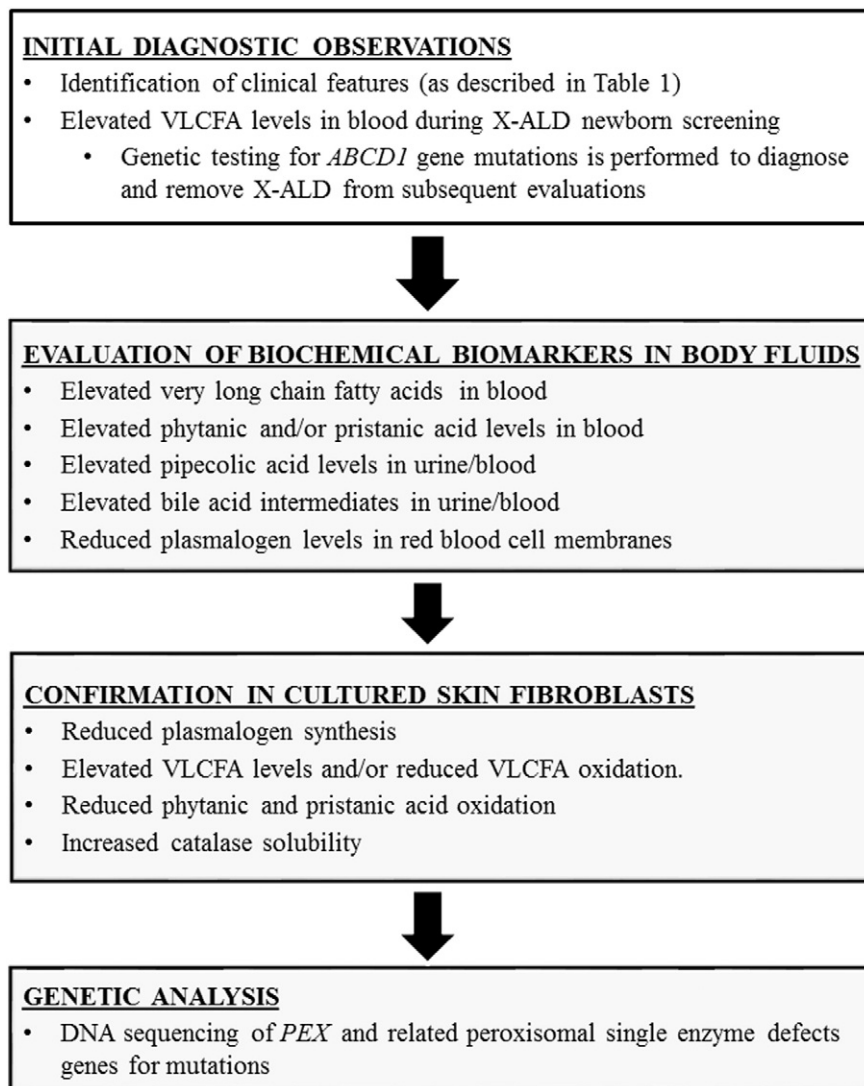 INITIAL DIAGNOSTIC OBSERVATIONS
• Identification of clinical features (as described in Table 1)
• Elevated VLCFA levels in blood during X-ALD newborn screening
• Genetic testing for ABCD1 gene mutations is performed to diagnose
and remove X-ALD from subsequent evaluations
EVALUATION OF BIOCHEMICAL BIOMARKERS IN BODY FLUIDS
• Elevated very long chain fatty acids in blood
• Elevated phytanic and/or pristanic acid levels in blood
• Elevated pipecolic acid levels in urine/blood
• Elevated bile acid intermediates in urine/blood
• Reduced plasmalogen levels in red blood cell membranes
CONFIRMATION IN CULTURED SKIN FIBROBLASTS
• Reduced plasmalogen synthesis
• Elevated VLCFA levels and/or reduced VLCFA oxidation.
• Reduced phytanic and pristanic acid oxidation
• Increased catalase solubility
GENETIC ANALYSIS
• DNA sequencing of PEX and related peroxisomal single enzyme defects
genes for mutations